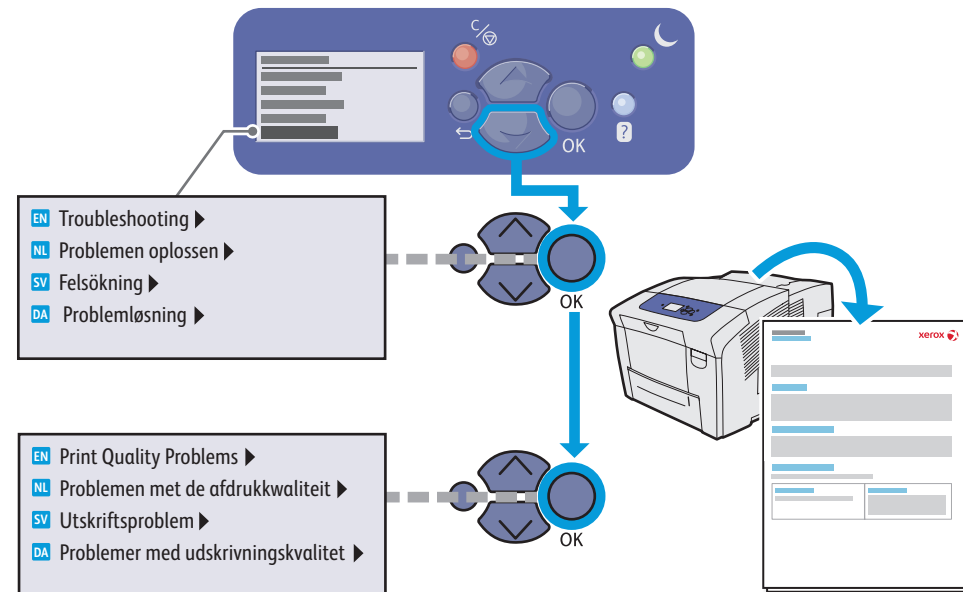 C/
OK
?
EN Troubleshooting
NL Problemen oplossen
SV Felsökning
DA Problemløsning
OK
xerox
EN Print Quality Problems
NL Problemen met de afdrukkwaliteit
SV Utskriftsproblem
DA Problemer med udskrivningskvalitet
OK